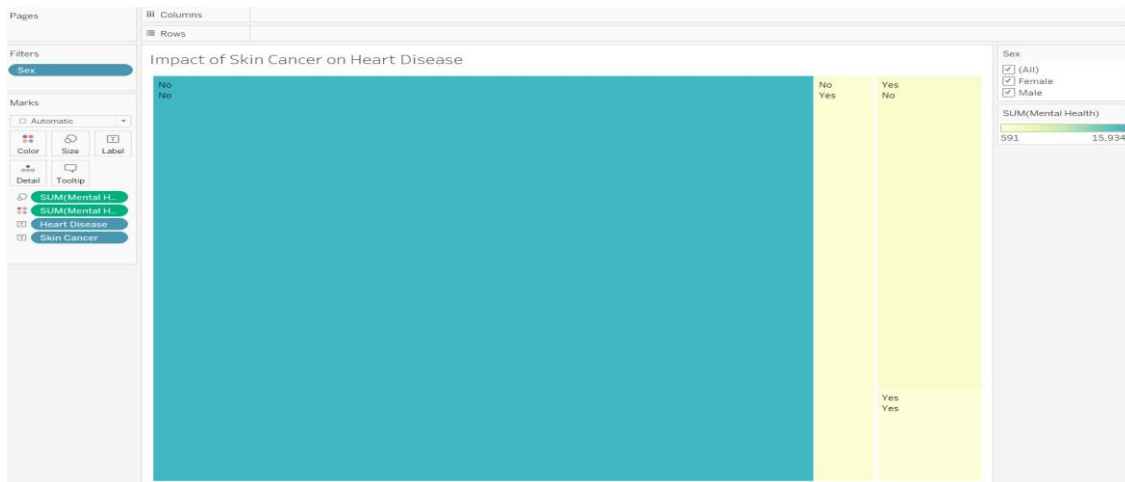 Pages
Columns
Rows
Filters
Sex
Marks
Automatic
Color Size Label
Detail Tooltip
SUM(Mental H..
SUM(Mental H..
Heart Disease
Skin Cancer
Impact of Skin Cancer on Heart Disease
No
No
No
Yes
Yes
No
Yes
Yes
Sex
(All)
Female
Male
SUM(Mental Health)
591 15,934